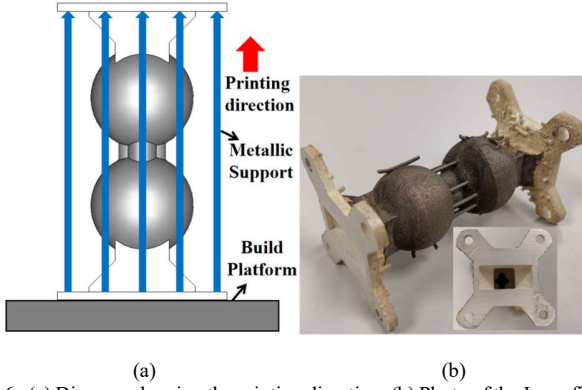 Printing
direction
Metallic
Support
Build
Platform
(a)
(b)